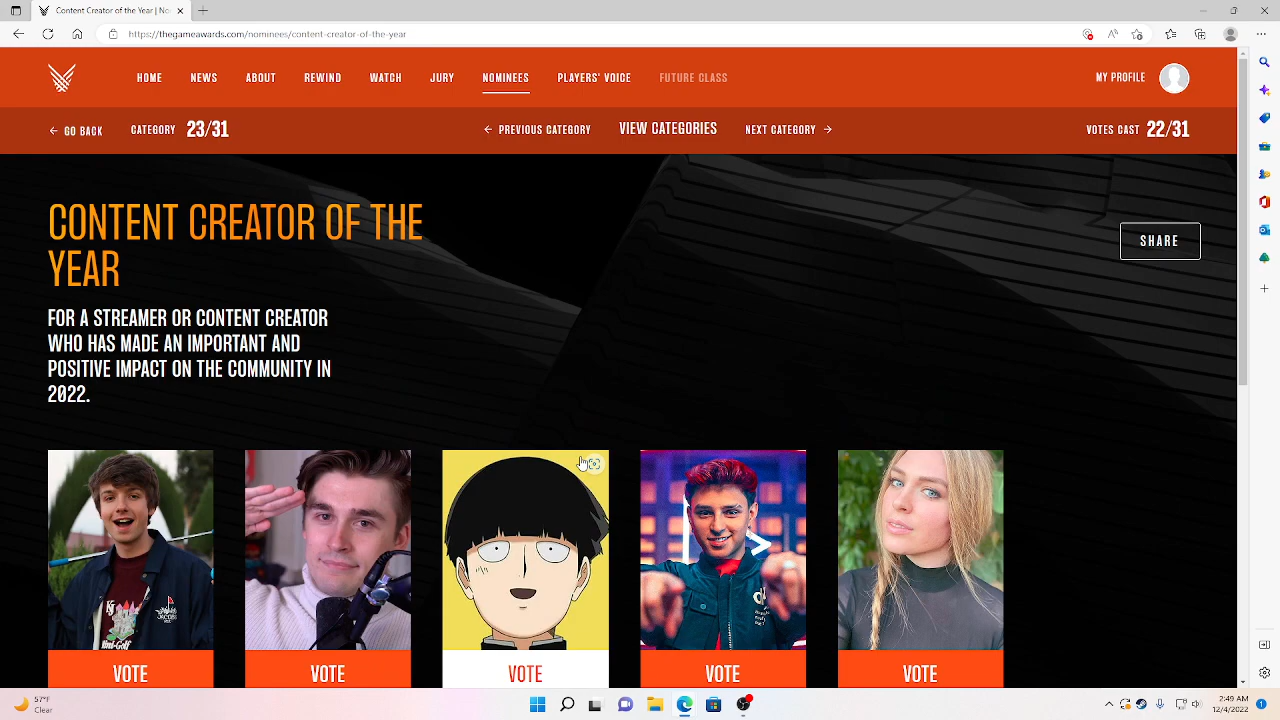 Content Creator of the Year | No
https://thegameawards.com/nominees/content-creator-of-the-year
HOME
NEWS
ABOUT
REWIND
WATCH
JURY
NOMINEES
PLAYERS' VOICE
FUTURE CLASS
MY PROFILE
GO BACK
CATEGORY 23/31
PREVIOUS CATEGORY
VIEW CATEGORIES
NEXT CATEGORY
VOTES CAST 22/31
CONTENT CREATOR OF THE
YEAR
SHARE
FOR A STREAMER OR CONTENT CREATOR
WHO HAS MADE AN IMPORTANT AND
POSITIVE IMPACT ON THE COMMUNITY IN
2022.
VOTE
VOTE
VOTE
VOTE
VOTE
57°F
Clear
2:49 AM
12/4/2022